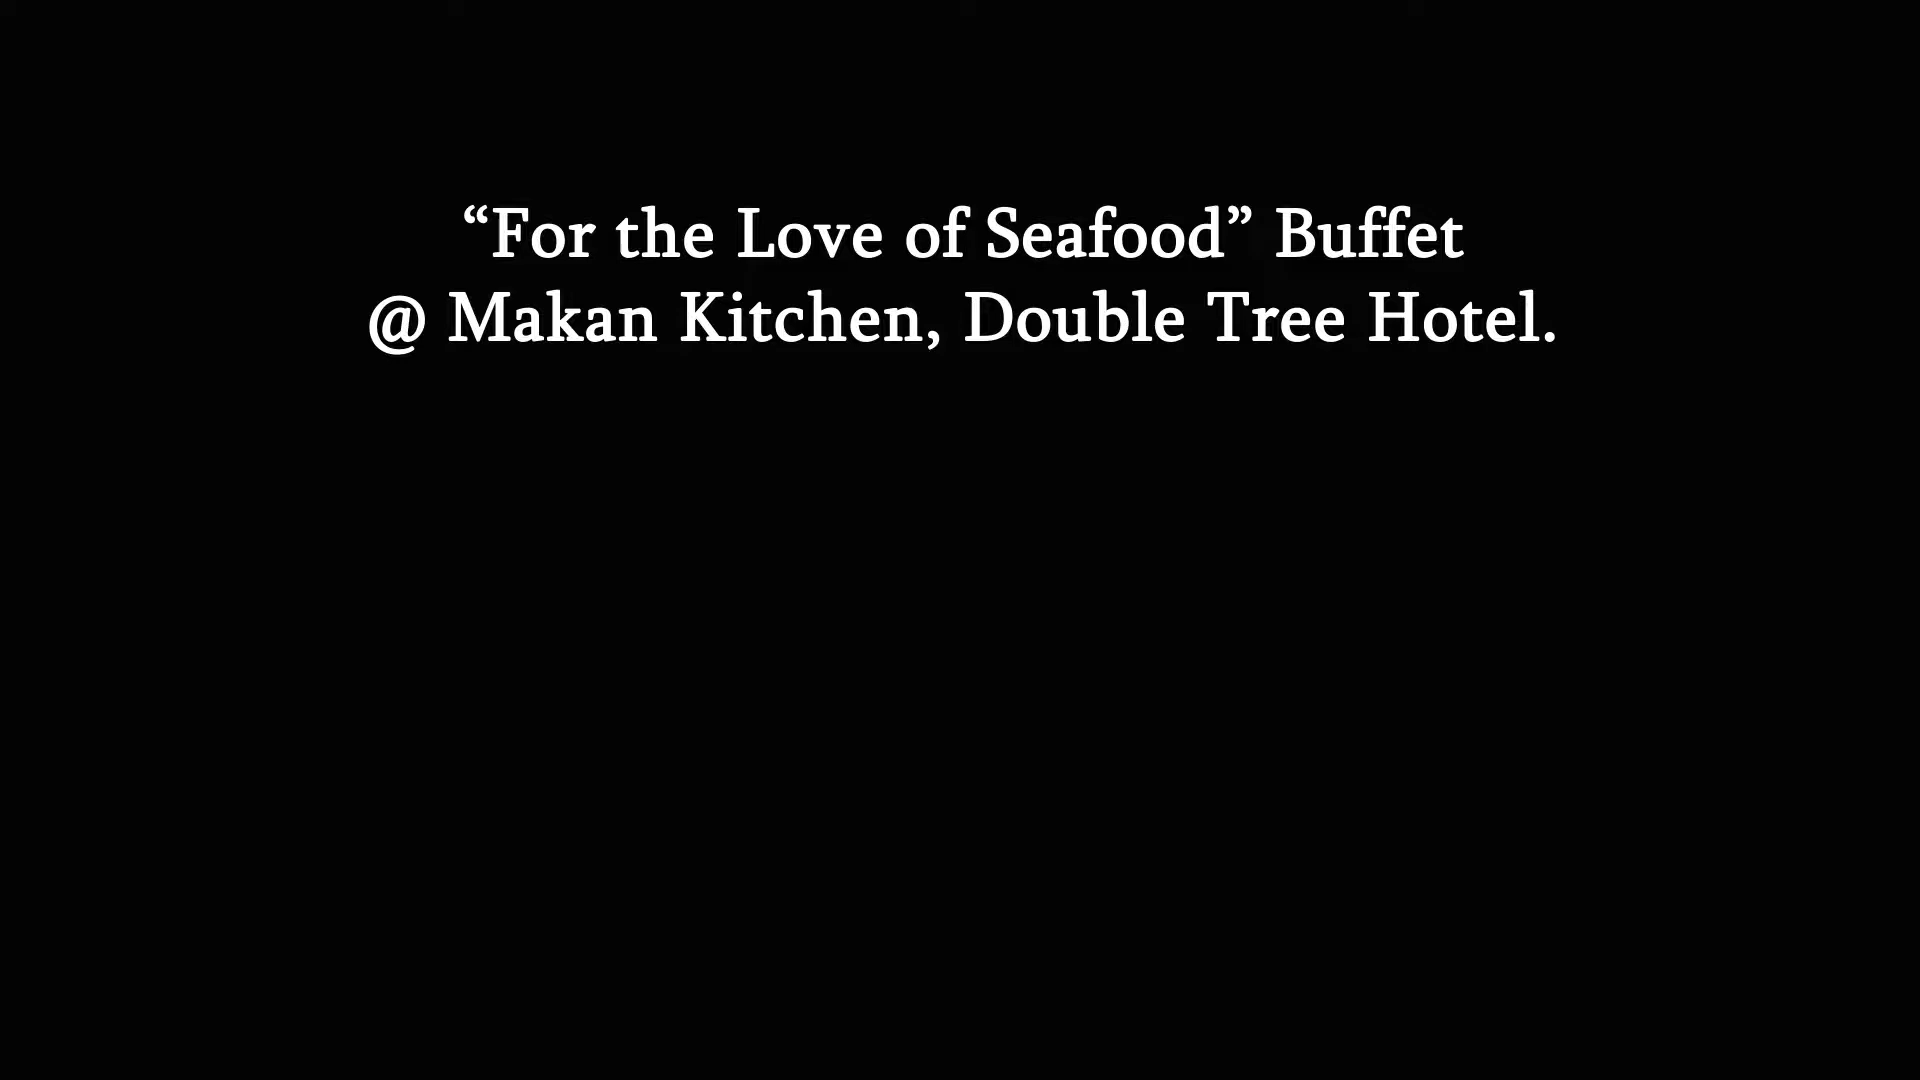 “For the Love of Seafood” Buffet
@ Makan Kitchen, Double Tree Hotel.